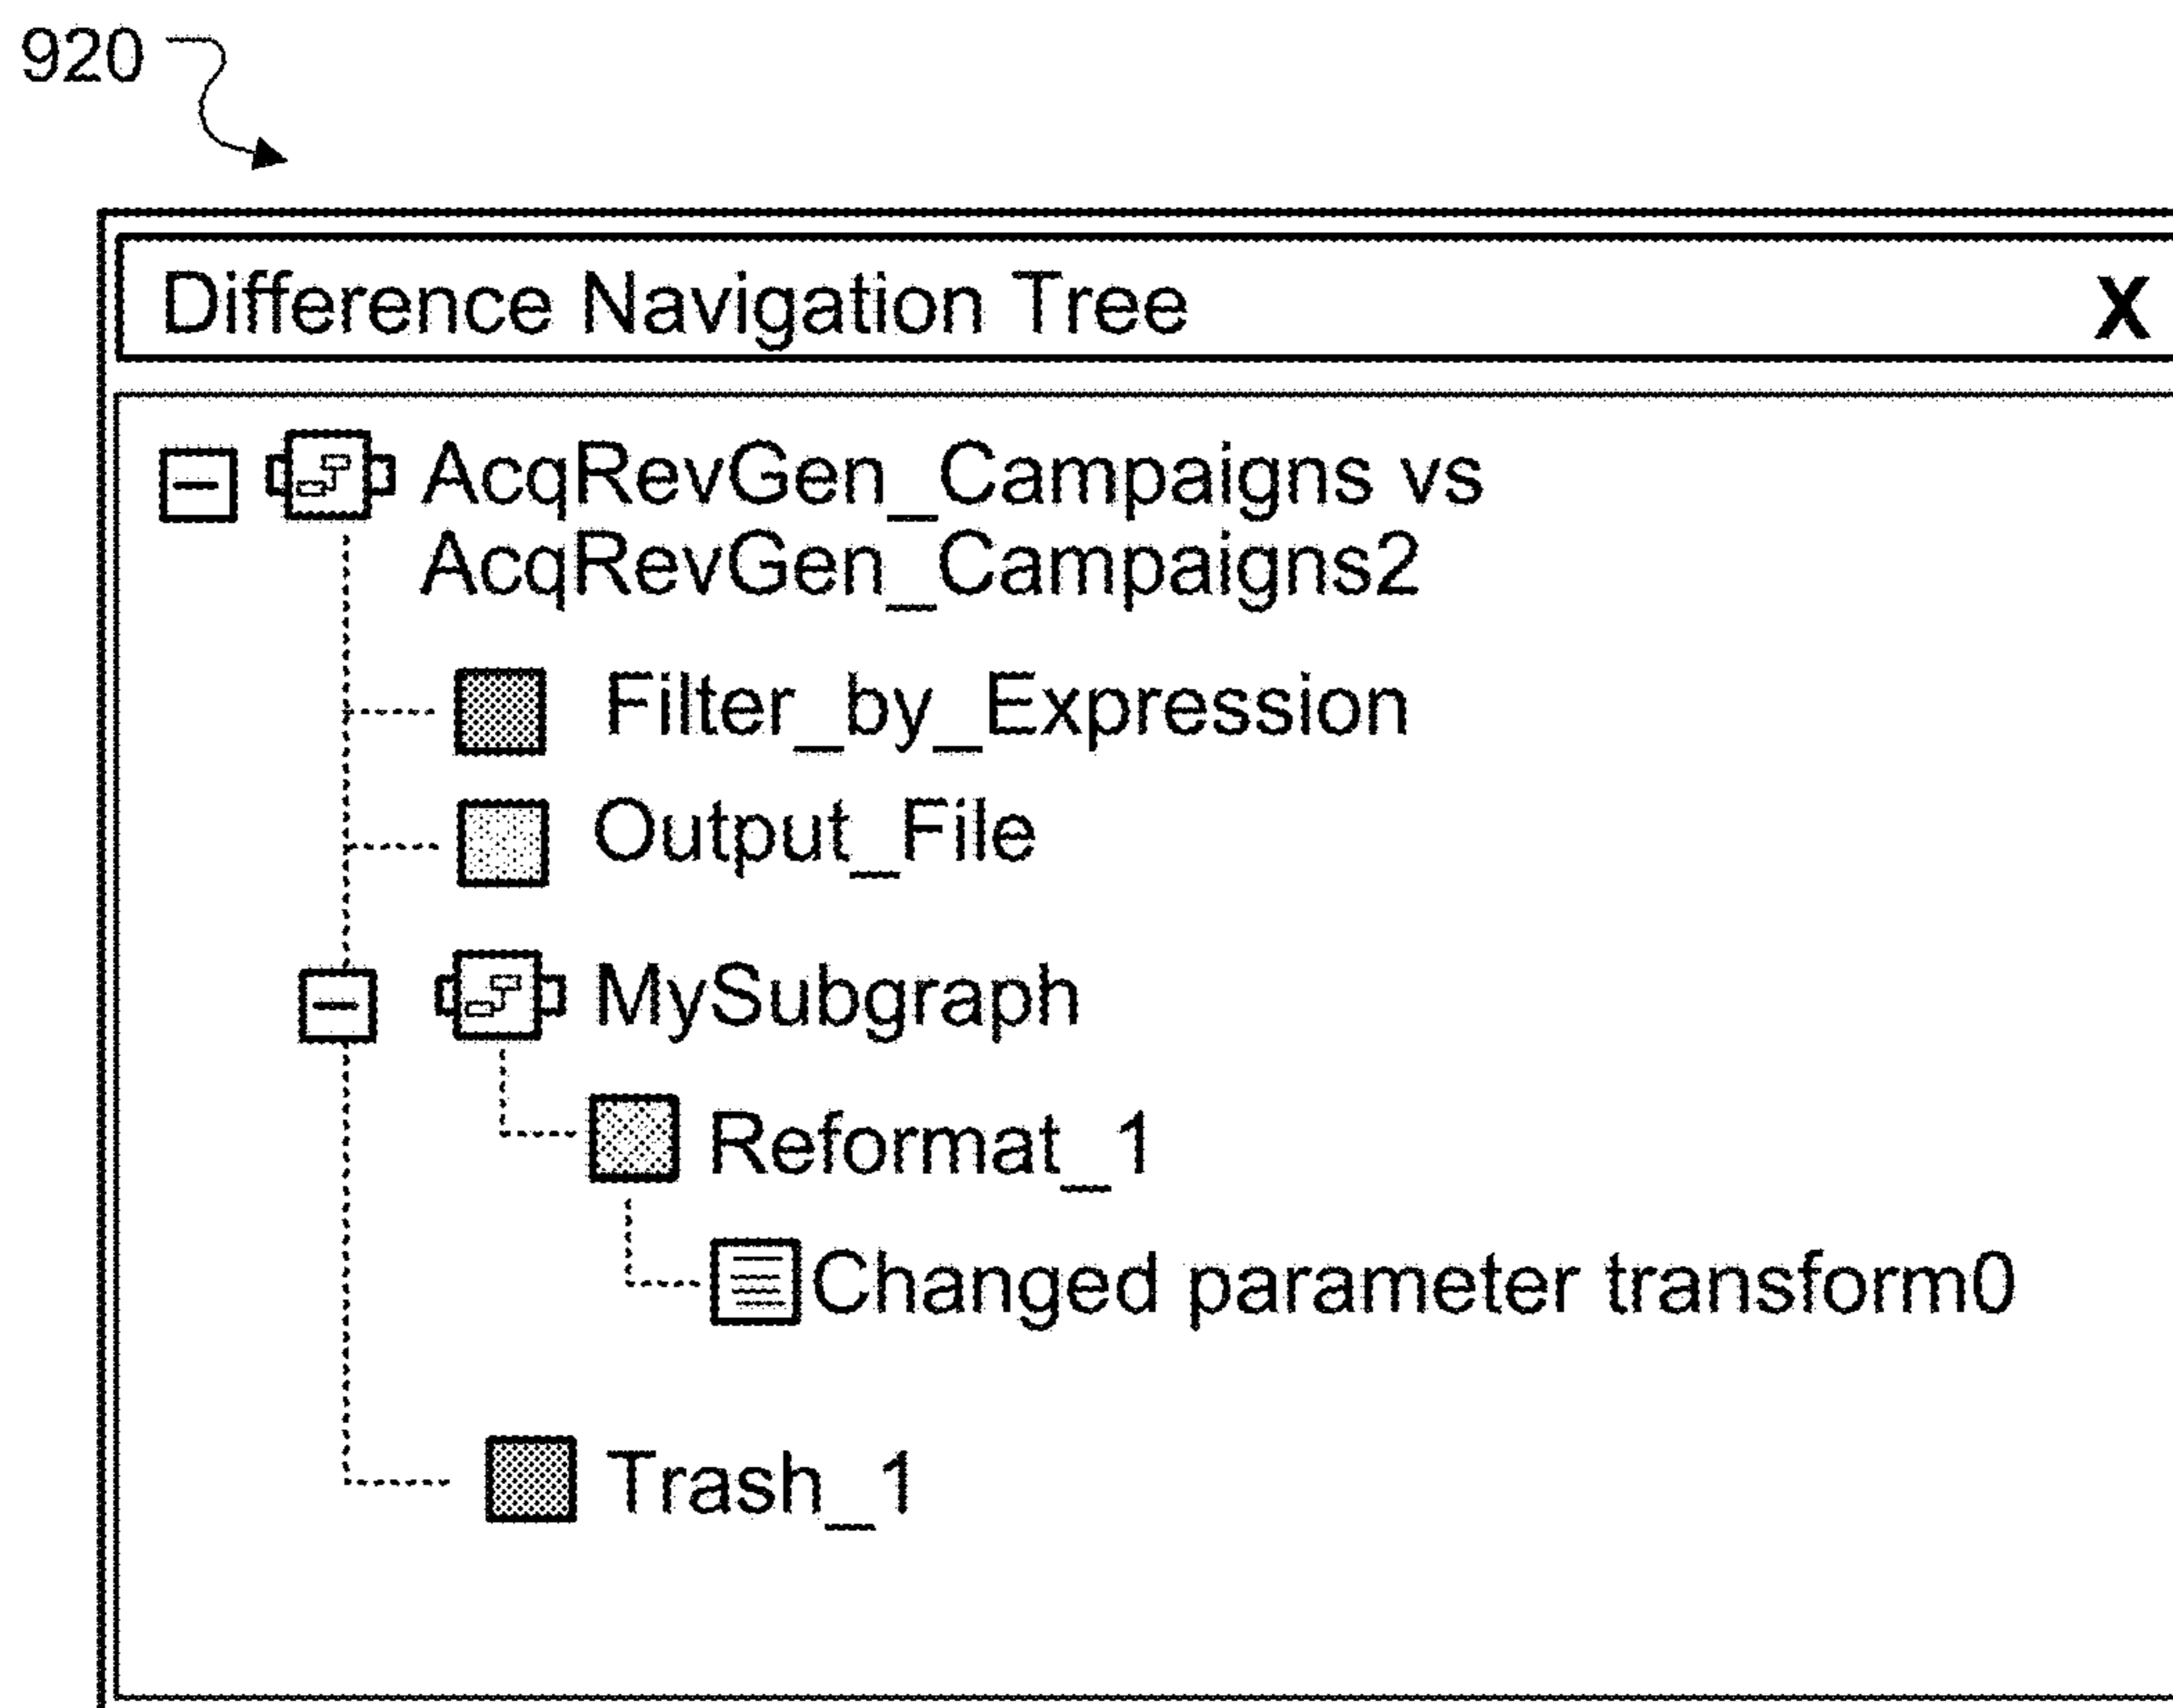 920
Difference Navigation Tree X
AcqRevGen_Campaigns vs
AcqRevGen_Campaigns2
Filter_by_Expression
Output_File
MySubgraph
Reformat_1
Changed parameter transform0
Trash_1